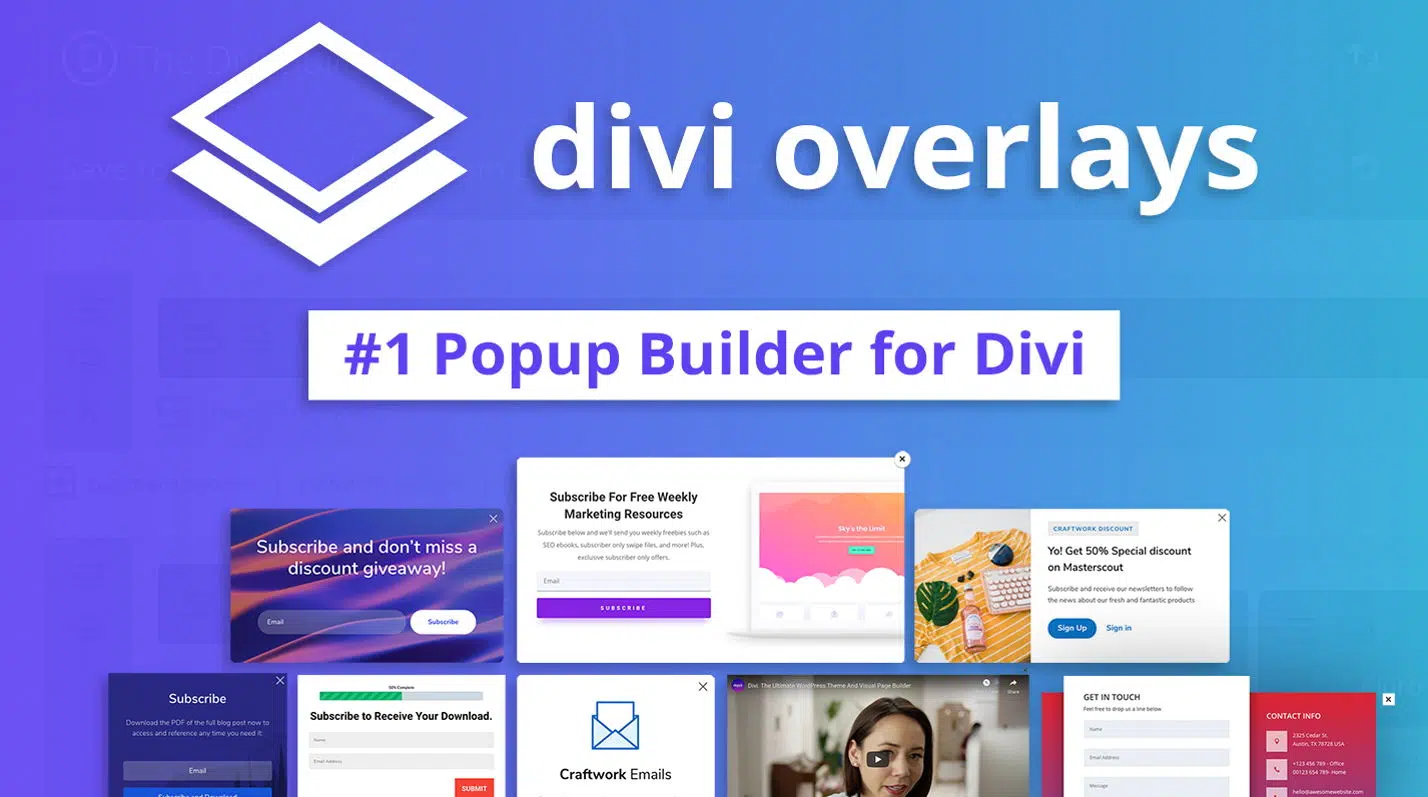 divi overlays
#1 Popup Builder for Divi
Subscribe For Free Weekly
Marketing Resources
Subscribe below and we'll send you weekly freebies such as
SEO ebooks, subscriber only swipe files, and more! Plus,
exclusive subscriber only offers.
Email
SUBSCRIBE
Sky's the Limit
Subscribe and don't miss a
discount giveaway!
Email
Subscribe
CRAFTWORK DISCOUNT
Yo! Get 50% Special discount
on Masterscout
Subscribe and receive our newsletters to follow
the news about our fresh and fantastic products
Sign Up
Sign in
Subscribe
Download the PDF of the full blog post now to
access and reference any time you need it:
Email
Subscribe and Download
50% Complete
Subscribe to Receive Your Download.
Name
Email Address
SUBMIT
Craftwork Emails
Divi. The Ultimate WordPress Theme And Visual Page Builder
Share
GET IN TOUCH
Feel free to drop us a line below
Name
Email Address
Message
CONTACT INFO
2325 Cedar St.
Austin, TX 78728 USA
+123 456 789 - Office
00123 654 789- Home
hello@awesomewebsite.com